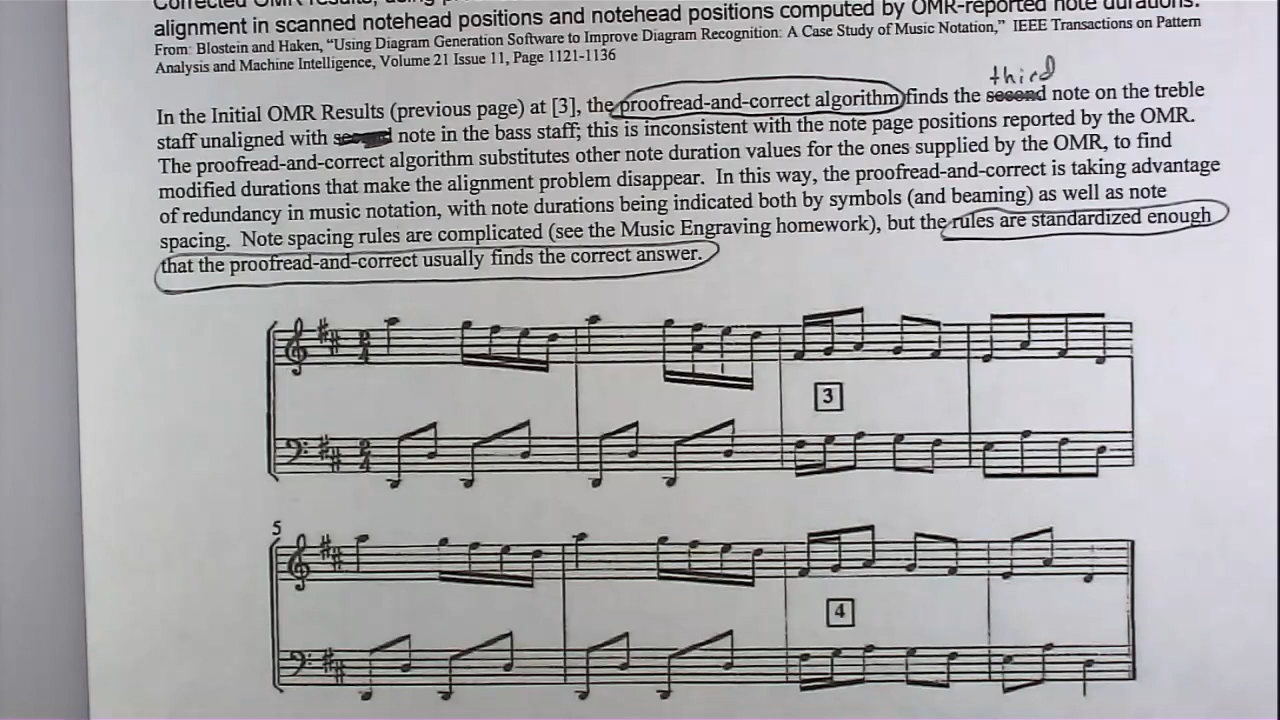 Corrected OMR results, using
alignment in scanned notehead positions and notehead positions computed by OMR-reported note durations.
From: Blostein and Haken, “Using Diagram Generation Software to Improve Diagram Recognition: A Case Study of Music Notation,” IEEE Transactions on Pattern
Analysis and Machine Intelligence, Volume 21 Issue 11, Page 1121-1136
third
In the Initial OMR Results (previous page) at [3], the proofread-and-correct algorithm finds the second note on the treble
staff unaligned with second note in the bass staff; this is inconsistent with the note page positions reported by the OMR.
The proofread-and-correct algorithm substitutes other note duration values for the ones supplied by the OMR, to find
modified durations that make the alignment problem disappear. In this way, the proofread-and-correct is taking advantage
of redundancy in music notation, with note durations being indicated both by symbols (and beaming) as well as note
spacing. Note spacing rules are complicated (see the Music Engraving homework), but the rules are standardized enough
that the proofread-and-correct usually finds the correct answer.
2
4
3
2
4
5
4